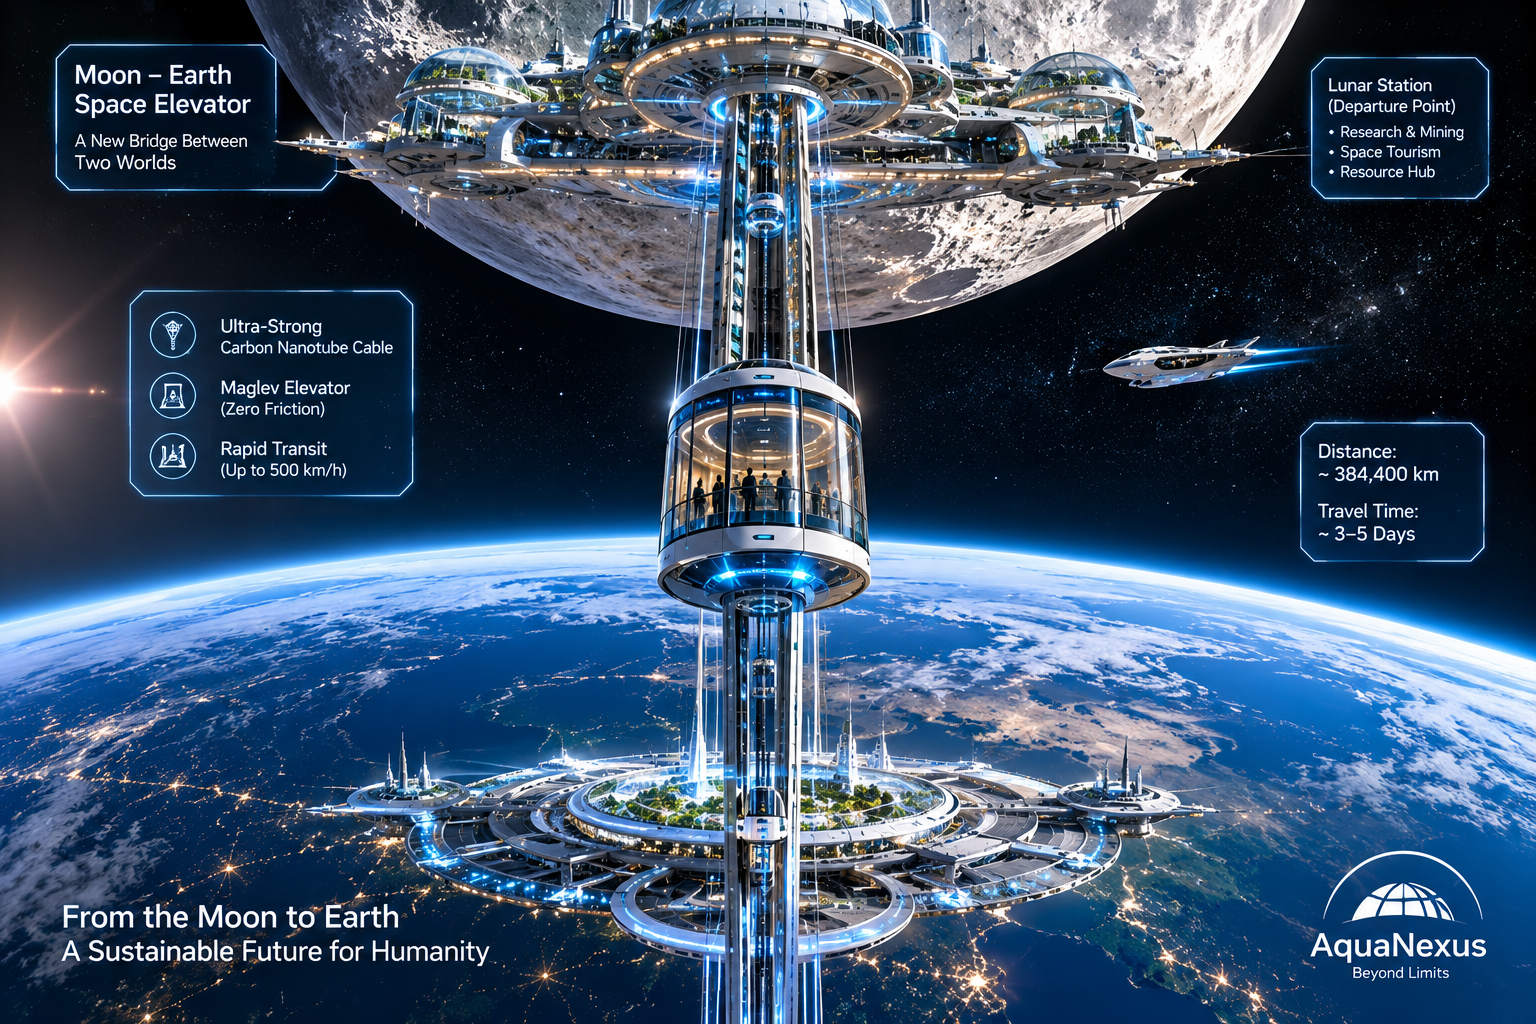 Moon – Earth
Space Elevator
A New Bridge Between
Two Worlds
Lunar Station
(Departure Point)
• Research & Mining
• Space Tourism
• Resource Hub
Ultra-Strong
Carbon Nanotube Cable
Maglev Elevator
(Zero Friction)
Rapid Transit
(Up to 500 km/h)
Distance:
~ 384,400 km
Travel Time:
~ 3–5 Days
From the Moon to Earth
A Sustainable Future for Humanity
AquaNexus
Beyond Limits